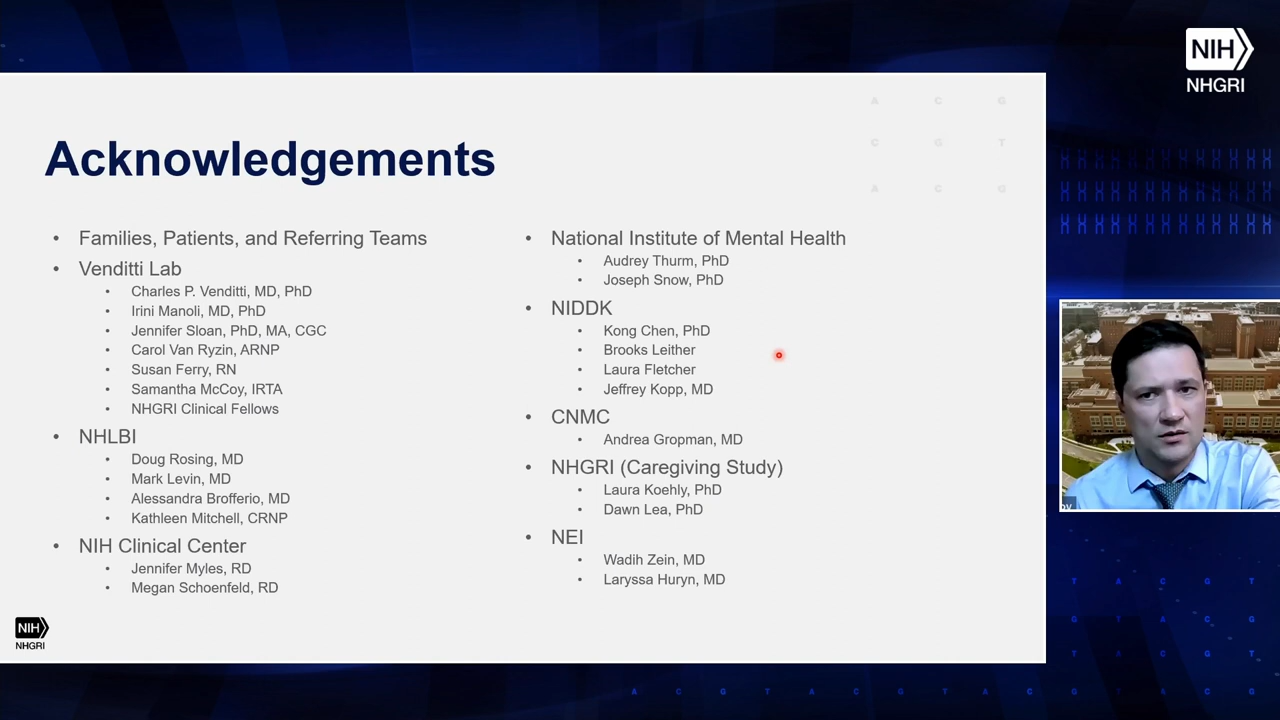 NIH
NHGRI
A C G
C G T
A C G
Acknowledgements
• Families, Patients, and Referring Teams
• Venditti Lab
• Charles P. Venditti, MD, PhD
• Irini Manoli, MD, PhD
• Jennifer Sloan, PhD, MA, CGC
• Carol Van Ryzin, ARNP
• Susan Ferry, RN
• Samantha McCoy, IRTA
• NHGRI Clinical Fellows
• NHLBI
• Doug Rosing, MD
• Mark Levin, MD
• Alessandra Brofferio, MD
• Kathleen Mitchell, CRNP
• NIH Clinical Center
• Jennifer Myles, RD
• Megan Schoenfeld, RD
• National Institute of Mental Health
• Audrey Thurm, PhD
• Joseph Snow, PhD
• NIDDK
• Kong Chen, PhD
• Brooks Leither
• Laura Fletcher
• Jeffrey Kopp, MD
• CNMC
• Andrea Gropman, MD
• NHGRI (Caregiving Study)
• Laura Koehly, PhD
• Dawn Lea, PhD
• NEI
• Wadih Zein, MD
• Laryssa Huryn, MD
NIH
NHGRI
T A C G T
G T A C G
T A C G T
A C G T A C G T A C G T A C G